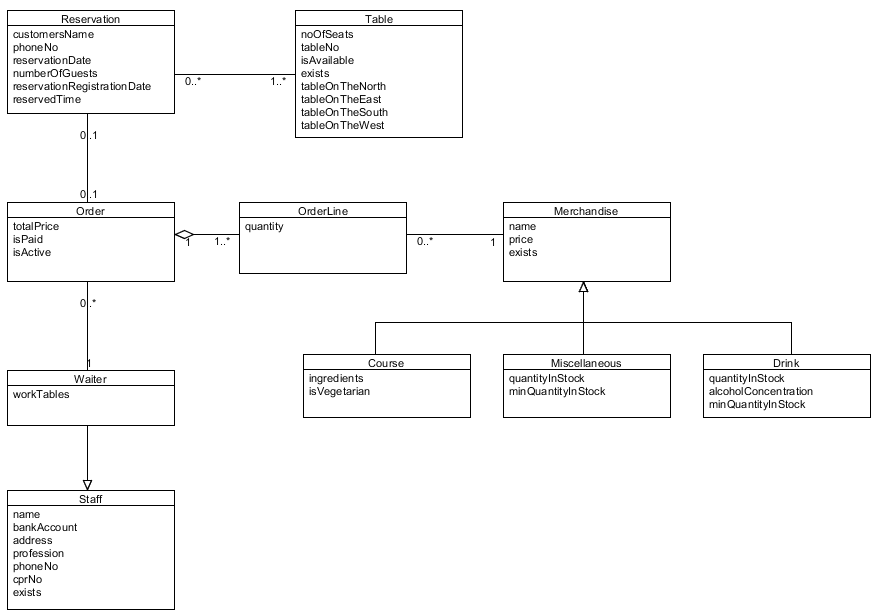 Reservation
customersName
phoneNo
reservationDate
numberOfGuests
reservationRegistrationDate
reservedTime
Table
noOfSeats
tableNo
isAvailable
exists
tableOnTheNorth
tableOnTheEast
tableOnTheSouth
tableOnTheWest
0..*
1..*
0..1
0..1
Order
totalPrice
isPaid
isActive
1
1..*
OrderLine
quantity
0..*
1
Merchandise
name
price
exists
0..*
1
Waiter
workTables
Course
ingredients
isVegetarian
Miscellaneous
quantityInStock
minQuantityInStock
Drink
quantityInStock
alcoholConcentration
minQuantityInStock
Staff
name
bankAccount
address
profession
phoneNo
cprNo
exists